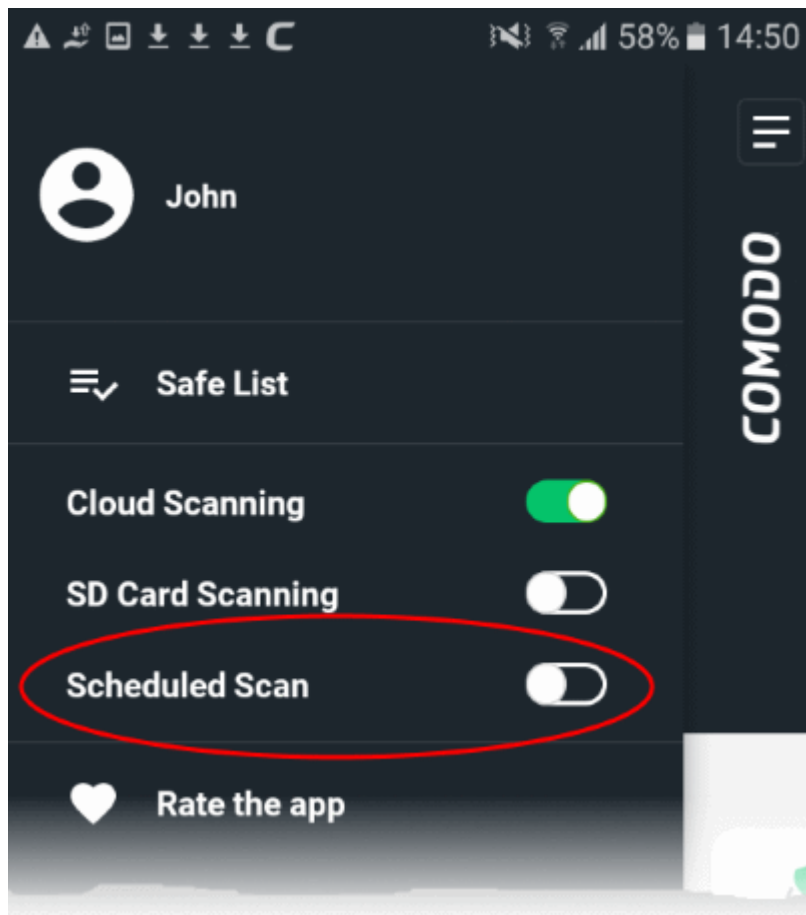 58% 14:50
John
COMODO
Safe List
Cloud Scanning
SD Card Scanning
Scheduled Scan
Rate the app